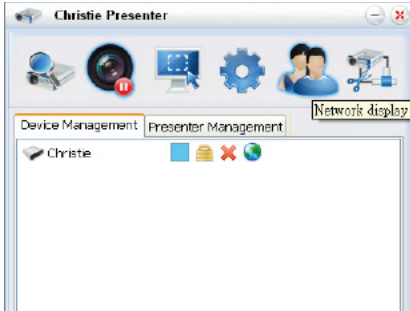 Christie Presenter
Network display
Device Management Presenter Management
Christie